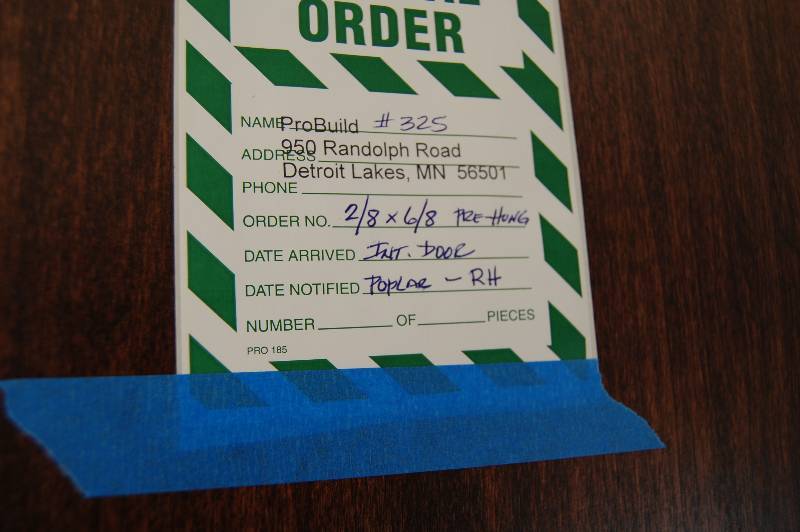 ORDER
NAME ProBuild # 325
ADDRESS 950 Randolph Road
Detroit Lakes, MN 56501
PHONE
ORDER NO. 2/8 x 6/8 PRE-HUNG
DATE ARRIVED INT. DOOR
DATE NOTIFIED POPLAR - RH
NUMBER OF PIECES
PRO 185